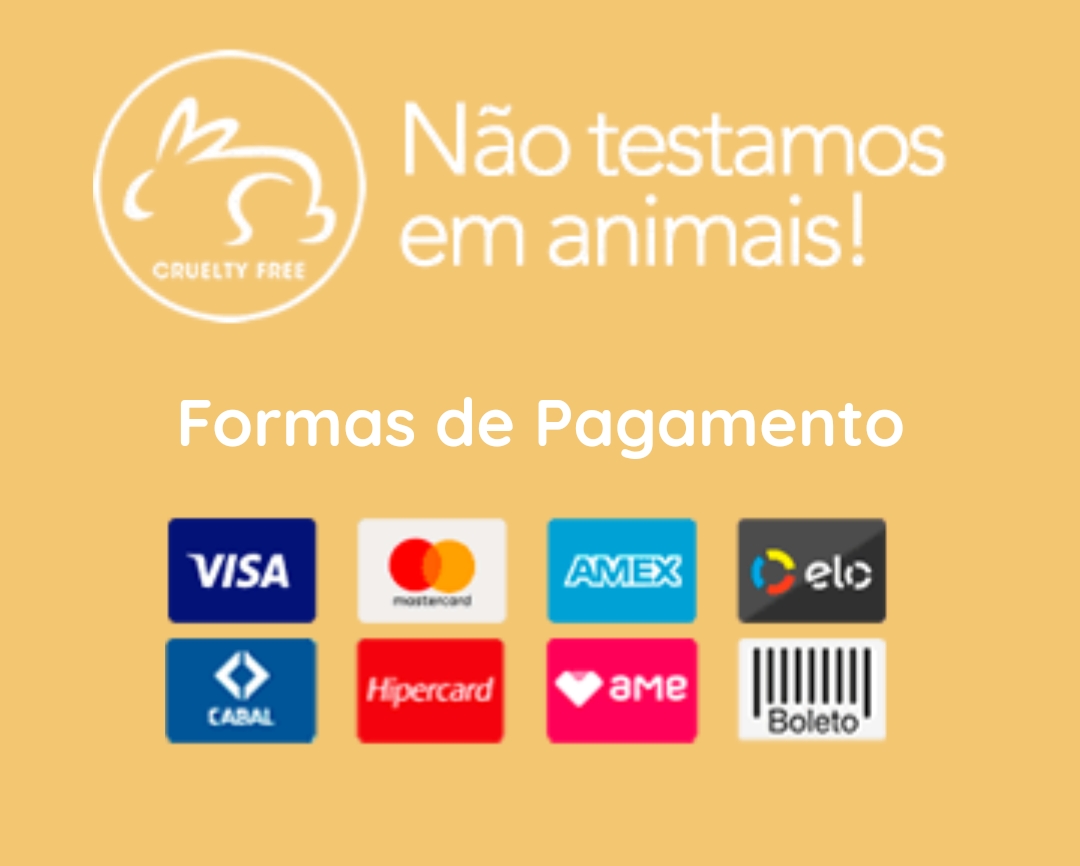 Não testamos
em animais!
CRUELTY FREE
Formas de Pagamento
VISA
mastercard
AMEX
elo
CABAL
Hipercard
ame
Boleto